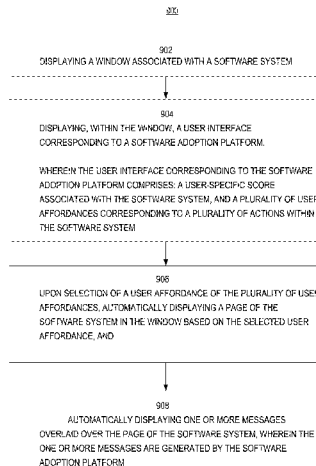 902
DISPLAYING A WINDOW ASSOCIATED WITH A SOFTWARE SYSTEM
904
DISPLAYING, WITHIN THE WINDOW, A USER INTERFACE
CORRESPONDING TO A SOFTWARE ADOPTION PLATFORM,
WHEREIN THE USER INTERFACE CORRESPONDING TO THE SOFTWARE
ADOPTION PLATFORM COMPRISES: A USER-SPECIFIC SCORE
ASSOCIATED WITH THE SOFTWARE SYSTEM, AND A PLURALITY OF USER
AFFORDANCES CORRESPONDING TO A PLURALITY OF ACTIONS WITHIN
THE SOFTWARE SYSTEM
906
UPON SELECTION OF A USER AFFORDANCE OF THE PLURALITY OF USER
AFFORDANCES, AUTOMATICALLY DISPLAYING A PAGE OF THE
SOFTWARE SYSTEM IN THE WINDOW BASED ON THE SELECTED USER
AFFORDANCE, AND
908
AUTOMATICALLY DISPLAYING ONE OR MORE MESSAGES
OVERLAID OVER THE PAGE OF THE SOFTWARE SYSTEM, WHEREIN THE
ONE OR MORE MESSAGES ARE GENERATED BY THE SOFTWARE
ADOPTION PLATFORM